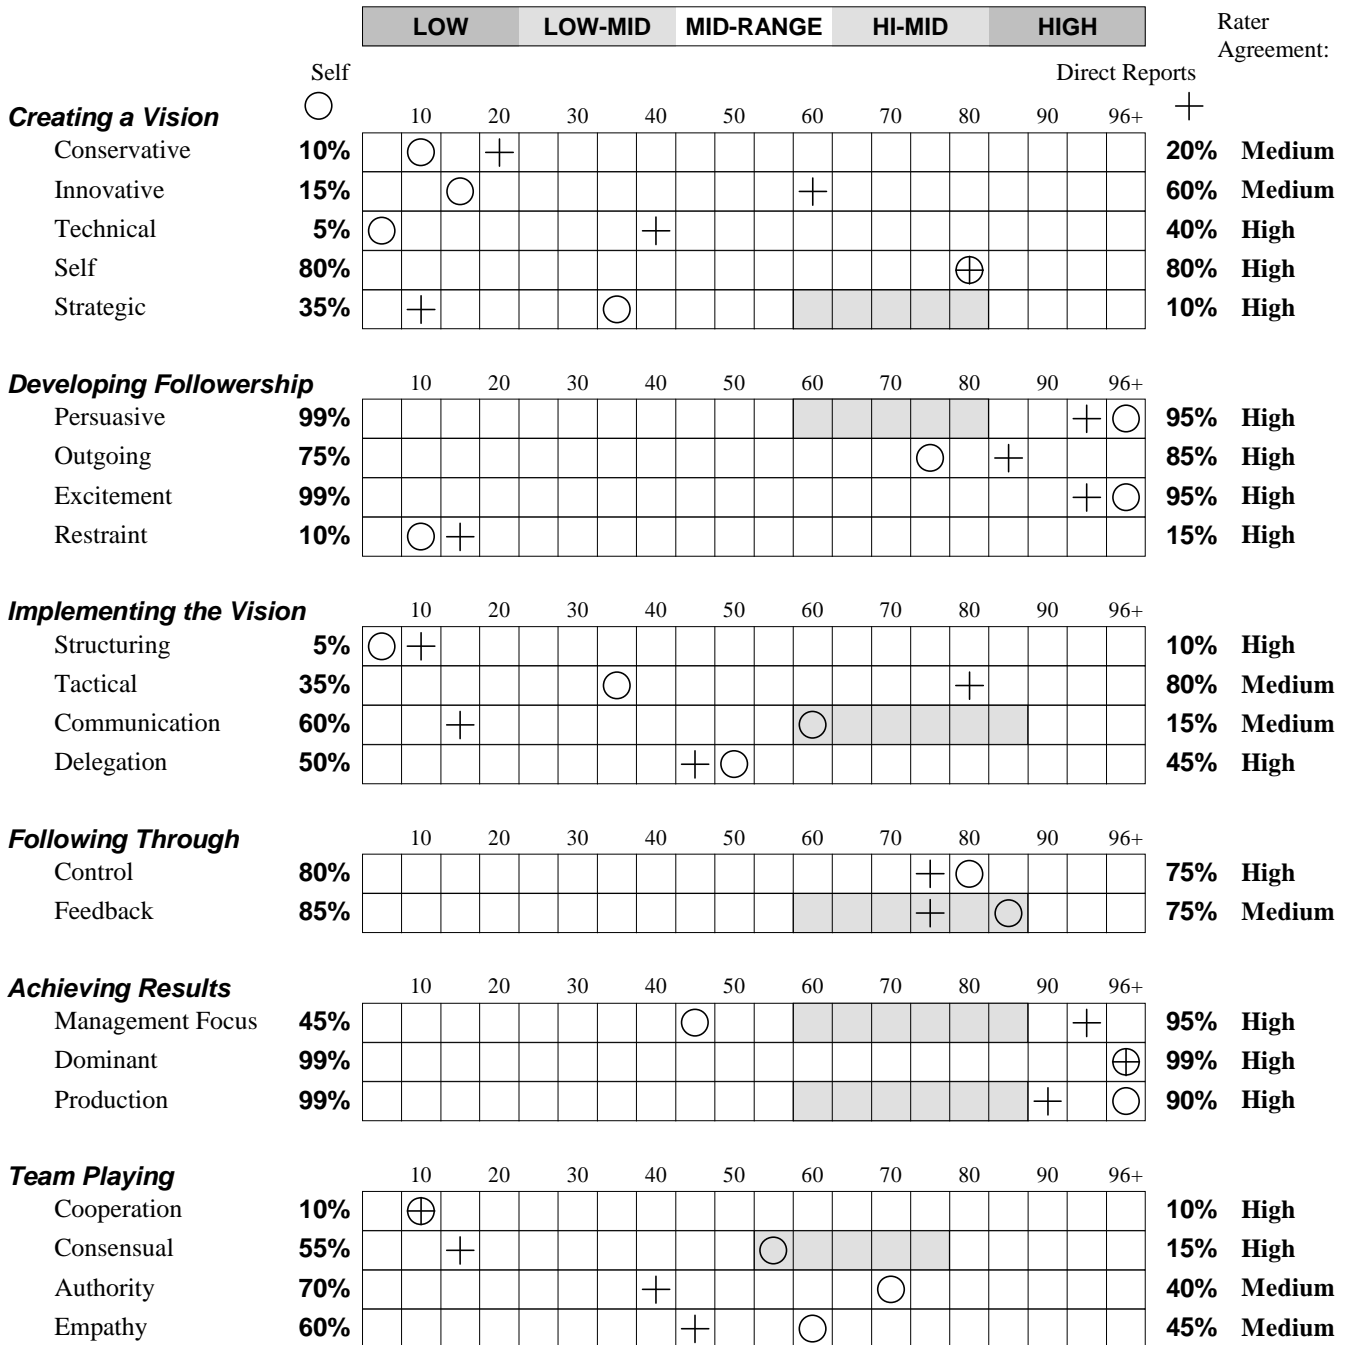 LOW LOW-MID MID-RANGE HI-MID HIGH Rater
Agreement:
Self Direct Reports
Creating a Vision 10 20 30 40 50 60 70 80 90 96+
Conservative 10% 20% Medium
Innovative 15% 60% Medium
Technical 5% 40% High
Self 80% 80% High
Strategic 35% 10% High
Developing Followership 10 20 30 40 50 60 70 80 90 96+
Persuasive 99% 95% High
Outgoing 75% 85% High
Excitement 99% 95% High
Restraint 10% 15% High
Implementing the Vision 10 20 30 40 50 60 70 80 90 96+
Structuring 5% 10% High
Tactical 35% 80% Medium
Communication 60% 15% Medium
Delegation 50% 45% High
Following Through 10 20 30 40 50 60 70 80 90 96+
Control 80% 75% High
Feedback 85% 75% Medium
Achieving Results 10 20 30 40 50 60 70 80 90 96+
Management Focus 45% 95% High
Dominant 99% 99% High
Production 99% 90% High
Team Playing 10 20 30 40 50 60 70 80 90 96+
Cooperation 10% 10% High
Consensual 55% 15% High
Authority 70% 40% Medium
Empathy 60% 45% Medium